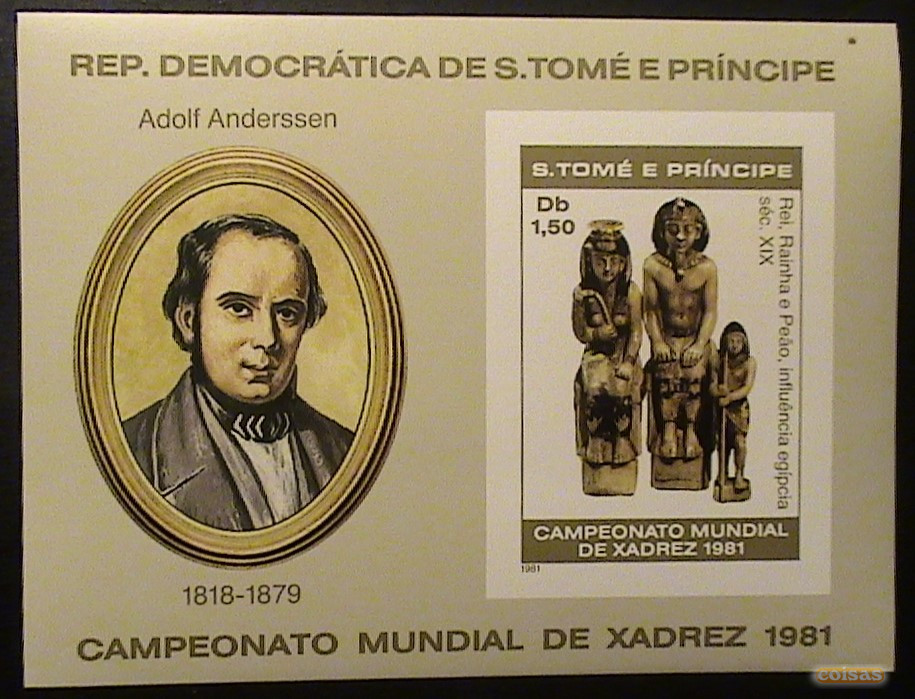 REP. DEMOCRÁTICA DE S.TOMÉ E PRÍNCIPE
Adolf Anderssen
1818-1879
S.TOMÉ E PRÍNCIPE
Db
1,50
Rei, Rainha e Peão, influência egípcia
séc. XIX
CAMPEONATO MUNDIAL
DE XADREZ 1981
1981
CAMPEONATO MUNDIAL DE XADREZ 1981
coisas